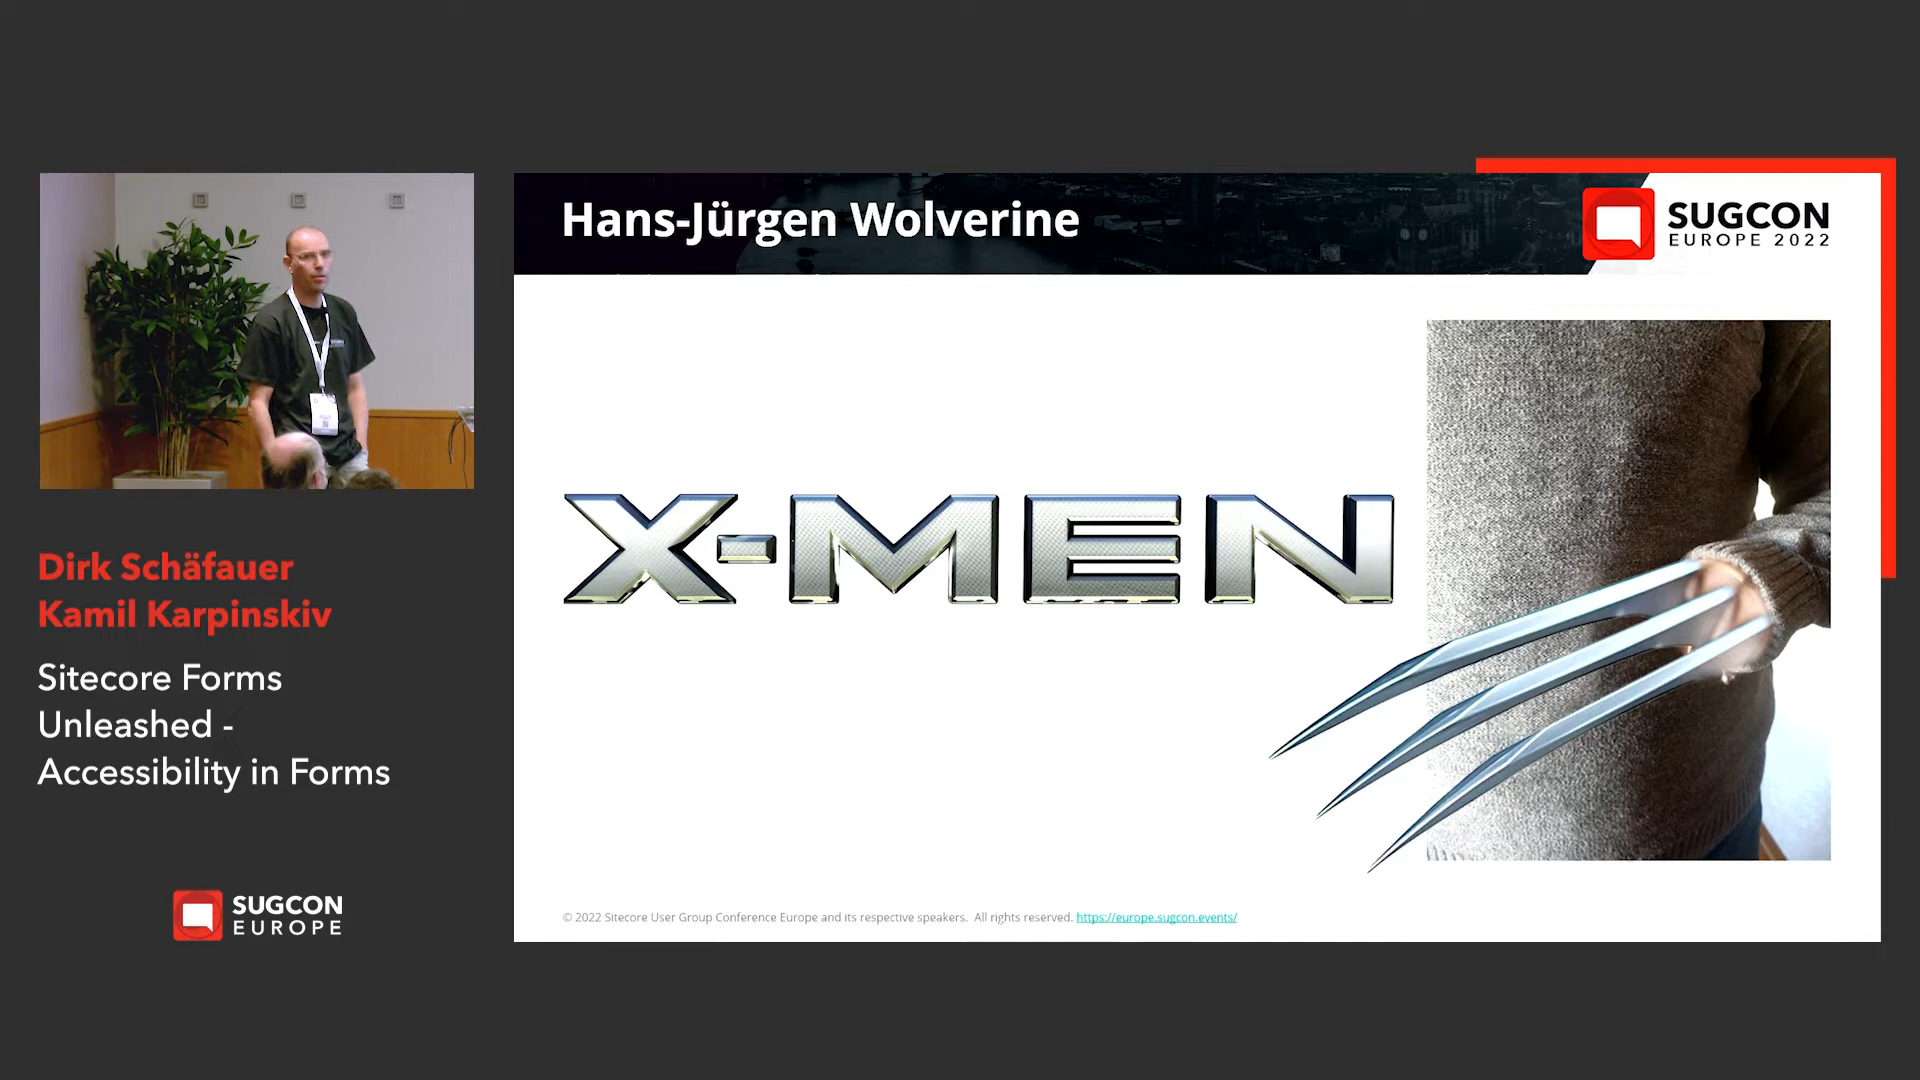 Hans-Jürgen Wolverine
SUGCON
EUROPE 2022
X-MEN
Dirk Schäfauer
Kamil Karpinskiv
Sitecore Forms
Unleashed -
Accessibility in Forms
SUGCON
EUROPE
© 2022 Sitecore User Group Conference Europe and its respective speakers. All rights reserved. https://europe.sugcon.events/